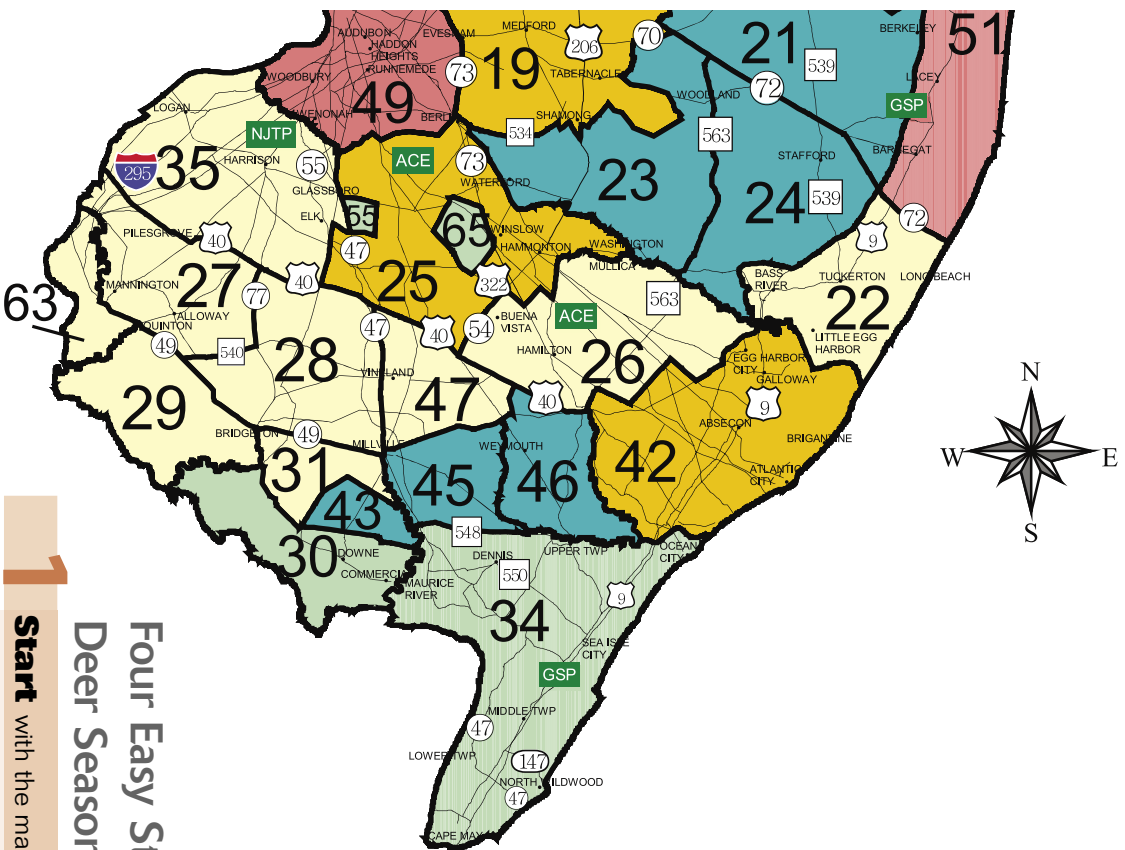 AUDUBON
HADDON
HEIGHTS
RUNNEMEDE
EVESHAM
MEDFORD
206
70
21
539
BERKELEY
51
WOODBURY
73
19
TABERNACLE
72
LACEY
LOGAN
WENONAH
49
BERLIN
SHAMONG
WOODLAND
GSP
NJTP
534
563
BARNEGAT
295
35
HARRISON
55
ACE
73
WATERFORD
23
STAFFORD
24
539
GLASSBORO
ELK
55
65
WINSLOW
72
PILESGROVE
40
47
HAMMONTON
WASHINGTON
9
MULLICA
63
MANNINGTON
27
77
40
25
322
BASS
RIVER
TUCKERTON
LONG BEACH
ALLOWAY
QUINTON
563
22
49
540
47
40
54
BUENA
VISTA
ACE
LITTLE EGG
HARBOR
28
HAMILTON
26
EGG HARBOR
CITY
GALLOWAY
29
VINELAND
47
40
9
N
ABSECON
BRIGANTINE
BRIDGETON
49
MILLVILLE
WEYMOUTH
W
E
31
45
46
42
ATLANTIC
CITY
43
S
548
30
DOWNE
COMMERCIAL
MAURICE
RIVER
DENNIS
UPPER TWP
OCEAN
CITY
550
9
34
SEA ISLE
CITY
GSP
MIDDLE TWP
47
LOWER TWP
147
NORTH WILDWOOD
47
CAPE MAY
1
Start with the ma
Four Easy St
Deer Season